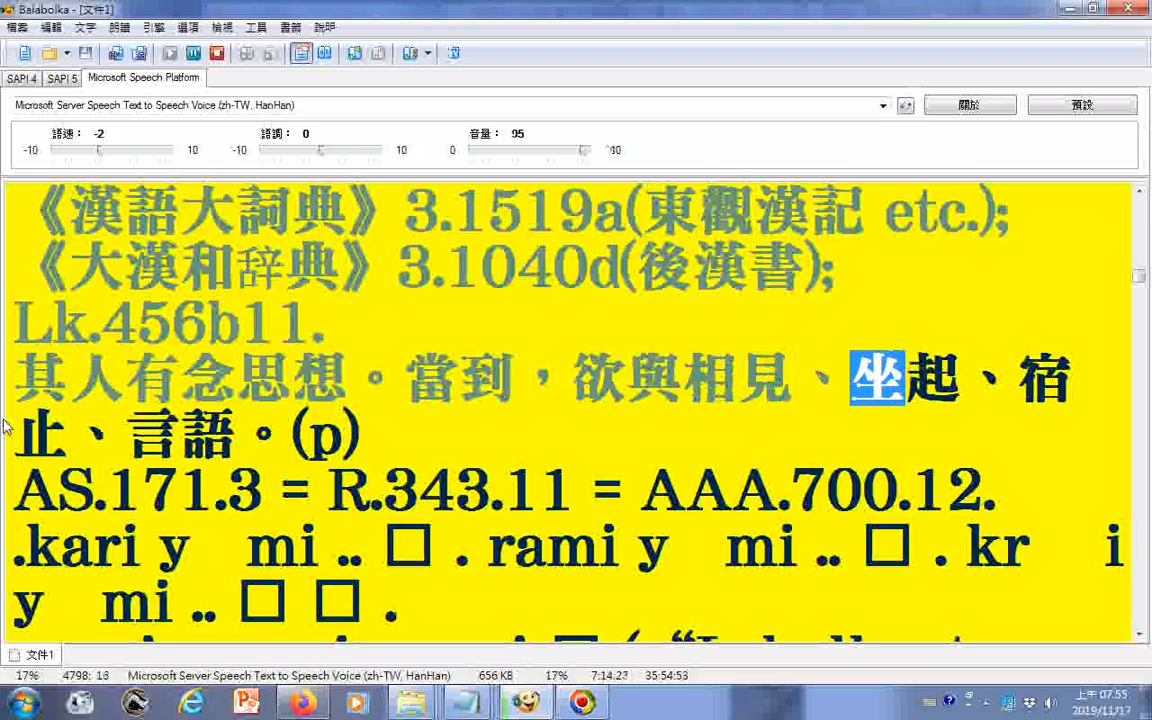 Balabolka - [文件1]
檔案 編輯 文字 朗讀 引擎 選項 檢視 工具 書籤 說明
SAPI 4 SAPI 5 Microsoft Speech Platform
Microsoft Server Speech Text to Speech Voice (zh-TW, HanHan) 關於 預設
語速： -2 語調： 0 音量： 95
-10 10 -10 10 0 100
《漢語大詞典》3.1519a(東觀漢記 etc.);
《大漢和辞典》3.1040d(後漢書);
Lk.456b11.
其人有念思想。當到，欲與相見、坐起、宿
止、言語。(p)
AS.171.3 = R.343.11 = AAA.700.12.
.kari y mi .. □ . rami y mi .. □ . kr i
y mi .. □ □ .
文件1
17% 4798: 16 Microsoft Server Speech Text to Speech Voice (zh-TW, HanHan) 656 KB 17% 7:14:23 35:54:53
上午 07:55
2019/11/17